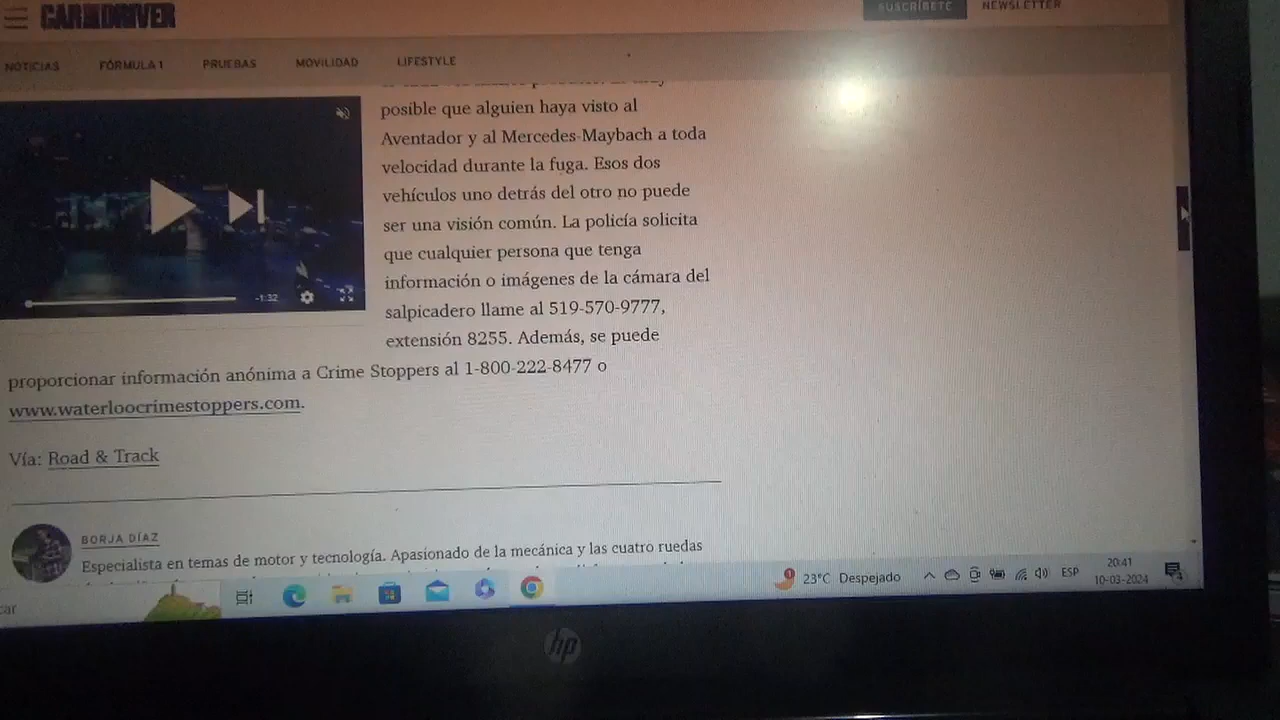 CAR AND DRIVER
SUSCRÍBETE
NEWSLETTER
NOTICIAS
FÓRMULA 1
PRUEBAS
MOVILIDAD
LIFESTYLE
posible que alguien haya visto al
Aventador y al Mercedes-Maybach a toda
velocidad durante la fuga. Esos dos
vehículos uno detrás del otro no puede
ser una visión común. La policía solicita
que cualquier persona que tenga
información o imágenes de la cámara del
salpicadero llame al 519-570-9777,
extensión 8255. Además, se puede
proporcionar información anónima a Crime Stoppers al 1-800-222-8477 o
www.waterloocrimestoppers.com.
-1:32
Vía: Road & Track
BORJA DÍAZ
Especialista en temas de motor y tecnología. Apasionado de la mecánica y las cuatro ruedas
car
1
23°C Despejado
ESP
20:41
10-03-2024
4
hp